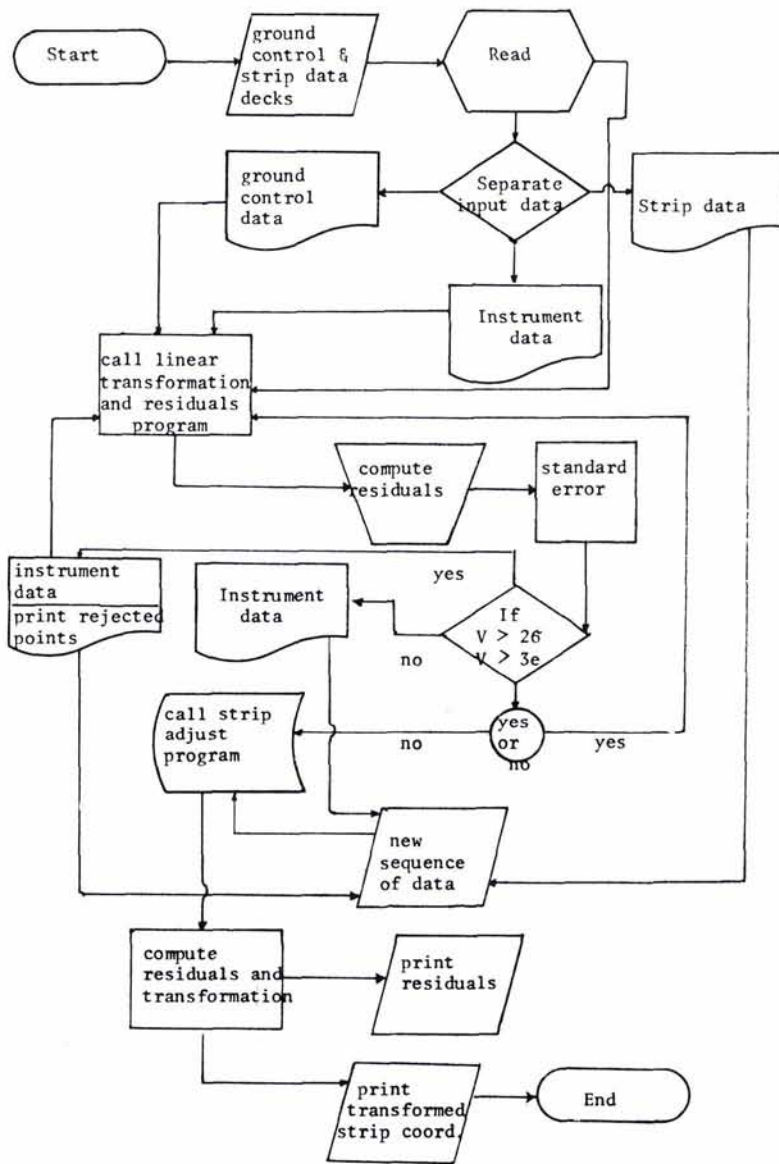 Start
ground
control &
strip data
decks
Read
ground
control
data
Separate
input data
Strip data
Instrument
data
call linear
transformation
and residuals
program
compute
residuals
standard
error
instrument
data
print rejected
points
yes
Instrument
data
no
If
V > 2σ
V > 3e
call strip
adjust
program
no
yes
or
no
yes
new
sequence
of data
compute
residuals and
transformation
print
residuals
print
transformed
strip coord.
End